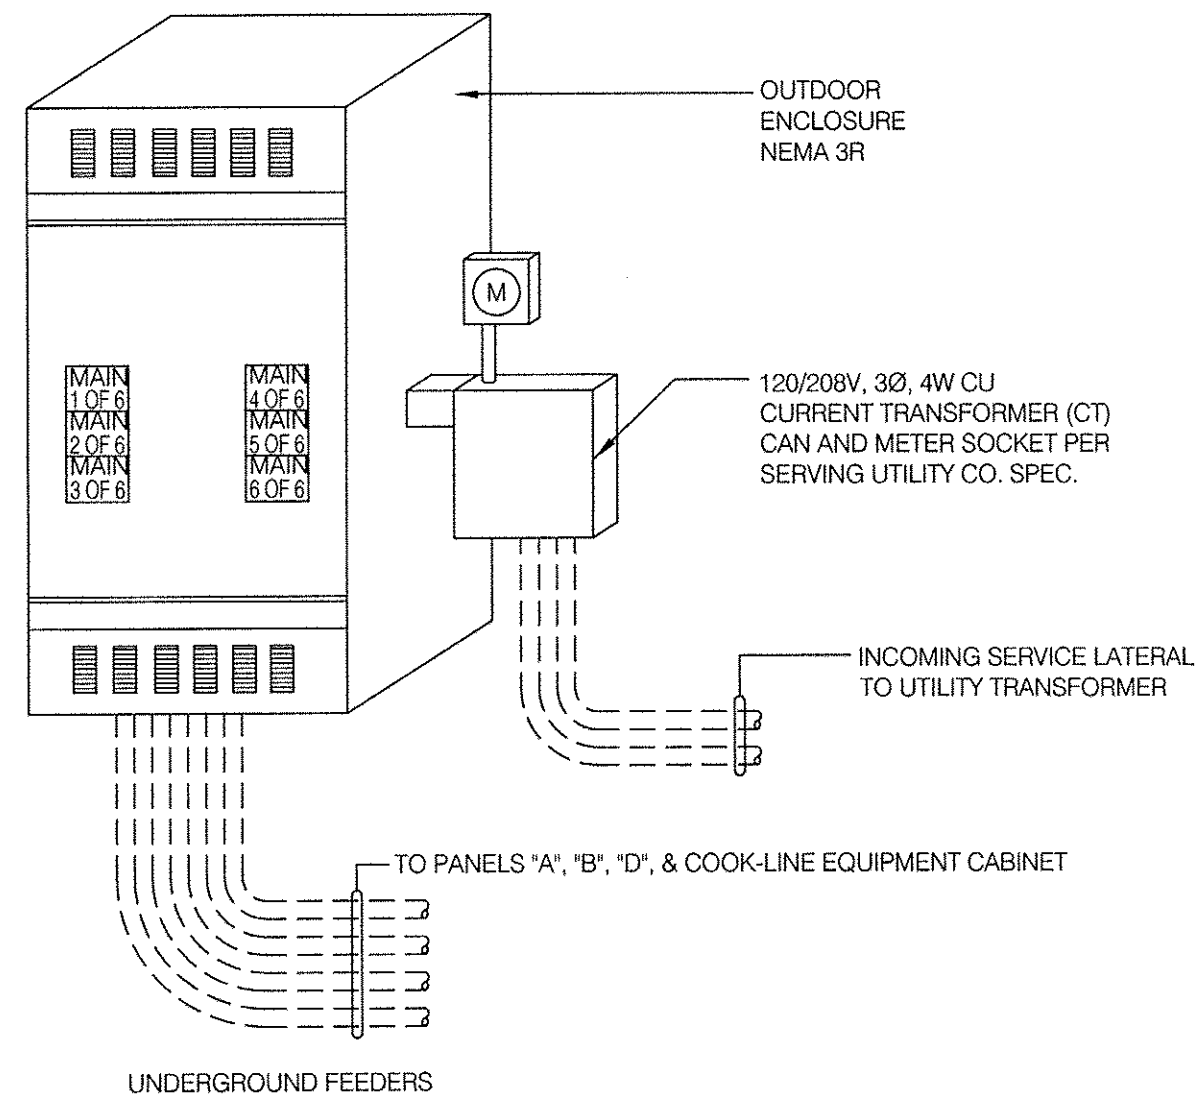 OUTDOOR
ENCLOSURE
NEMA 3R
M
MAIN
1 OF 6
MAIN
2 OF 6
MAIN
3 OF 6
MAIN
4 OF 6
MAIN
5 OF 6
MAIN
6 OF 6
120/208V, 3Ø, 4W CU
CURRENT TRANSFORMER (CT)
CAN AND METER SOCKET PER
SERVING UTILITY CO. SPEC.
INCOMING SERVICE LATERAL
TO UTILITY TRANSFORMER
TO PANELS "A", "B", "D", & COOK-LINE EQUIPMENT CABINET
UNDERGROUND FEEDERS